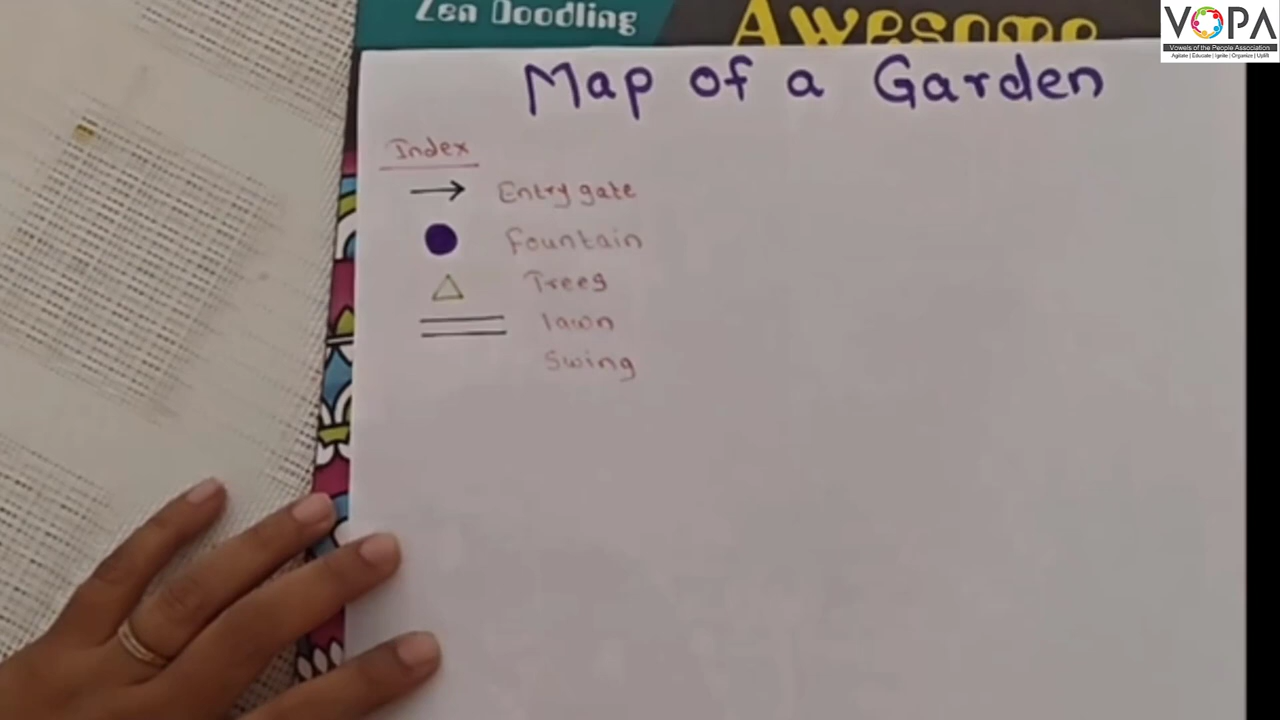 Zen Doodling
Awesome
VOPA
Vowels of the People Association
Agitate | Educate | Ignite | Organize | Uplift
Map of a Garden
Index
Entry gate
Fountain
Trees
lawn
Swing